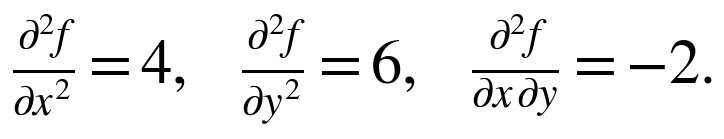 ∂²f/∂x² = 4, ∂²f/∂y² = 6, ∂²f/∂x∂y = −2.